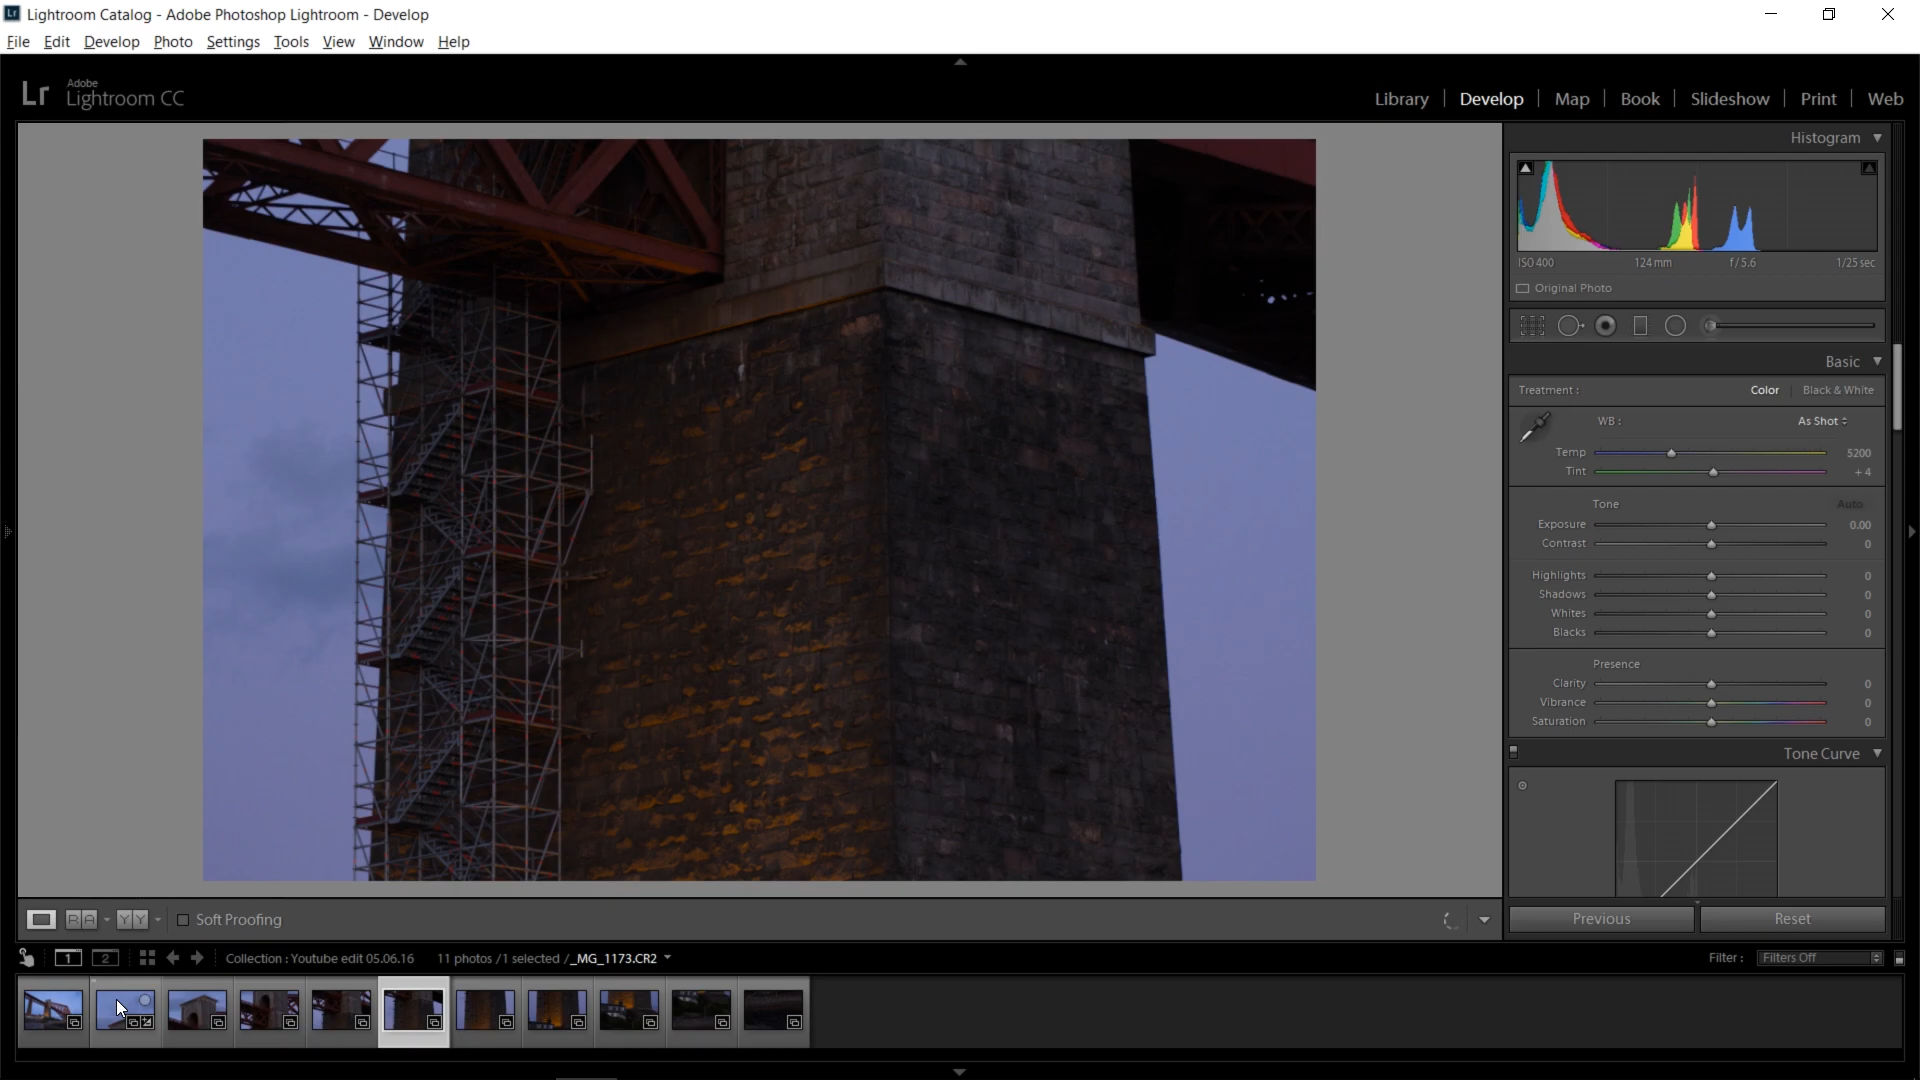 Lr Lightroom Catalog - Adobe Photoshop Lightroom - Develop
File Edit Develop Photo Settings Tools View Window Help
Lr Adobe Lightroom CC
Library Develop Map Book Slideshow Print Web
Histogram
ISO 400 124 mm f / 5.6 1/25 sec
Original Photo
Basic
Treatment : Color Black & White
WB : As Shot
Temp 5200
Tint + 4
Tone Auto
Exposure 0.00
Contrast 0
Highlights 0
Shadows 0
Whites 0
Blacks 0
Presence
Clarity 0
Vibrance 0
Saturation 0
Tone Curve
R A Y Y Soft Proofing
Previous Reset
1 2 Collection : Youtube edit 05.06.16 11 photos / 1 selected / _MG_1173.CR2
Filter : Filters Off